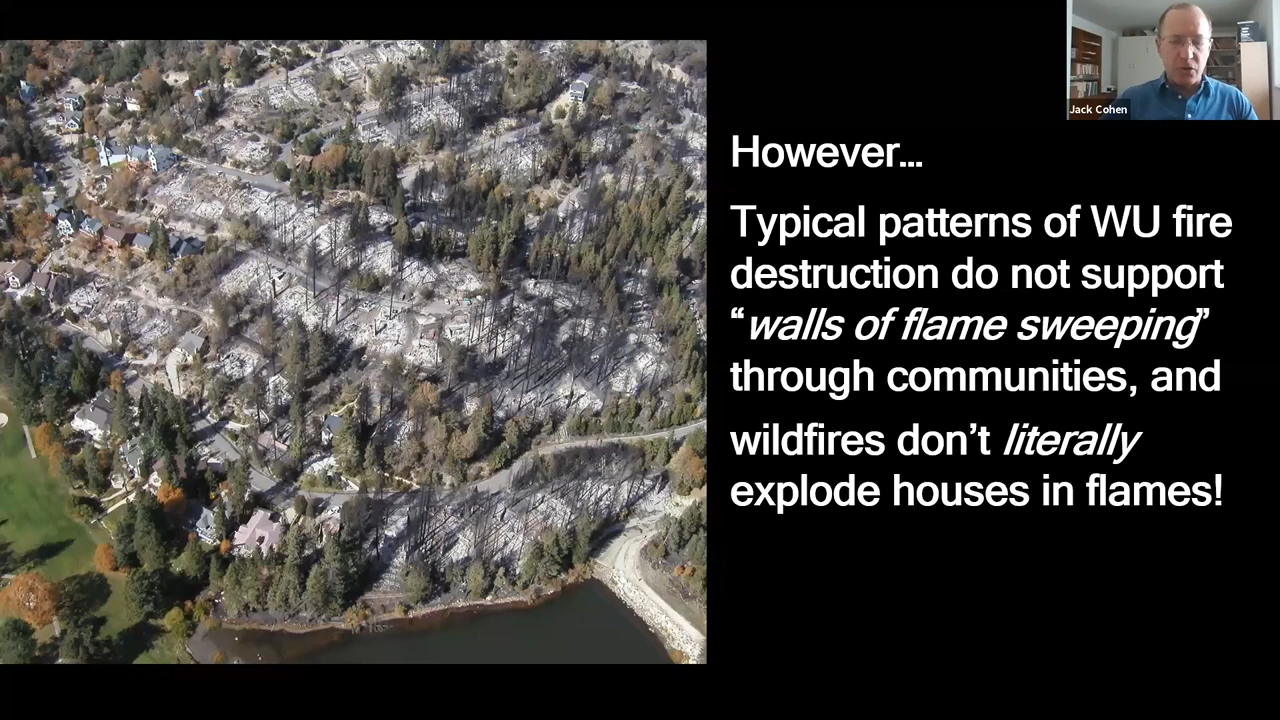 Jack Cohen
However...
Typical patterns of WU fire
destruction do not support
“walls of flame sweeping”
through communities, and
wildfires don’t literally
explode houses in flames!